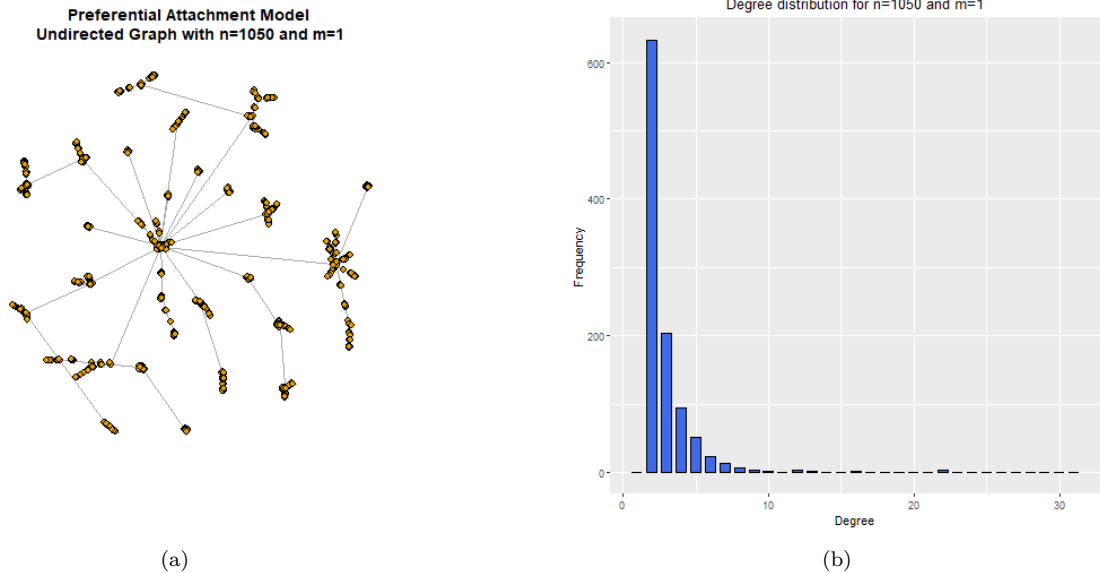 Preferential Attachment Model
Undirected Graph with n=1050 and m=1
Degree distribution for n=1050 and m=1
Frequency
600
400
200
0
0
10
20
30
Degree
(a)
(b)